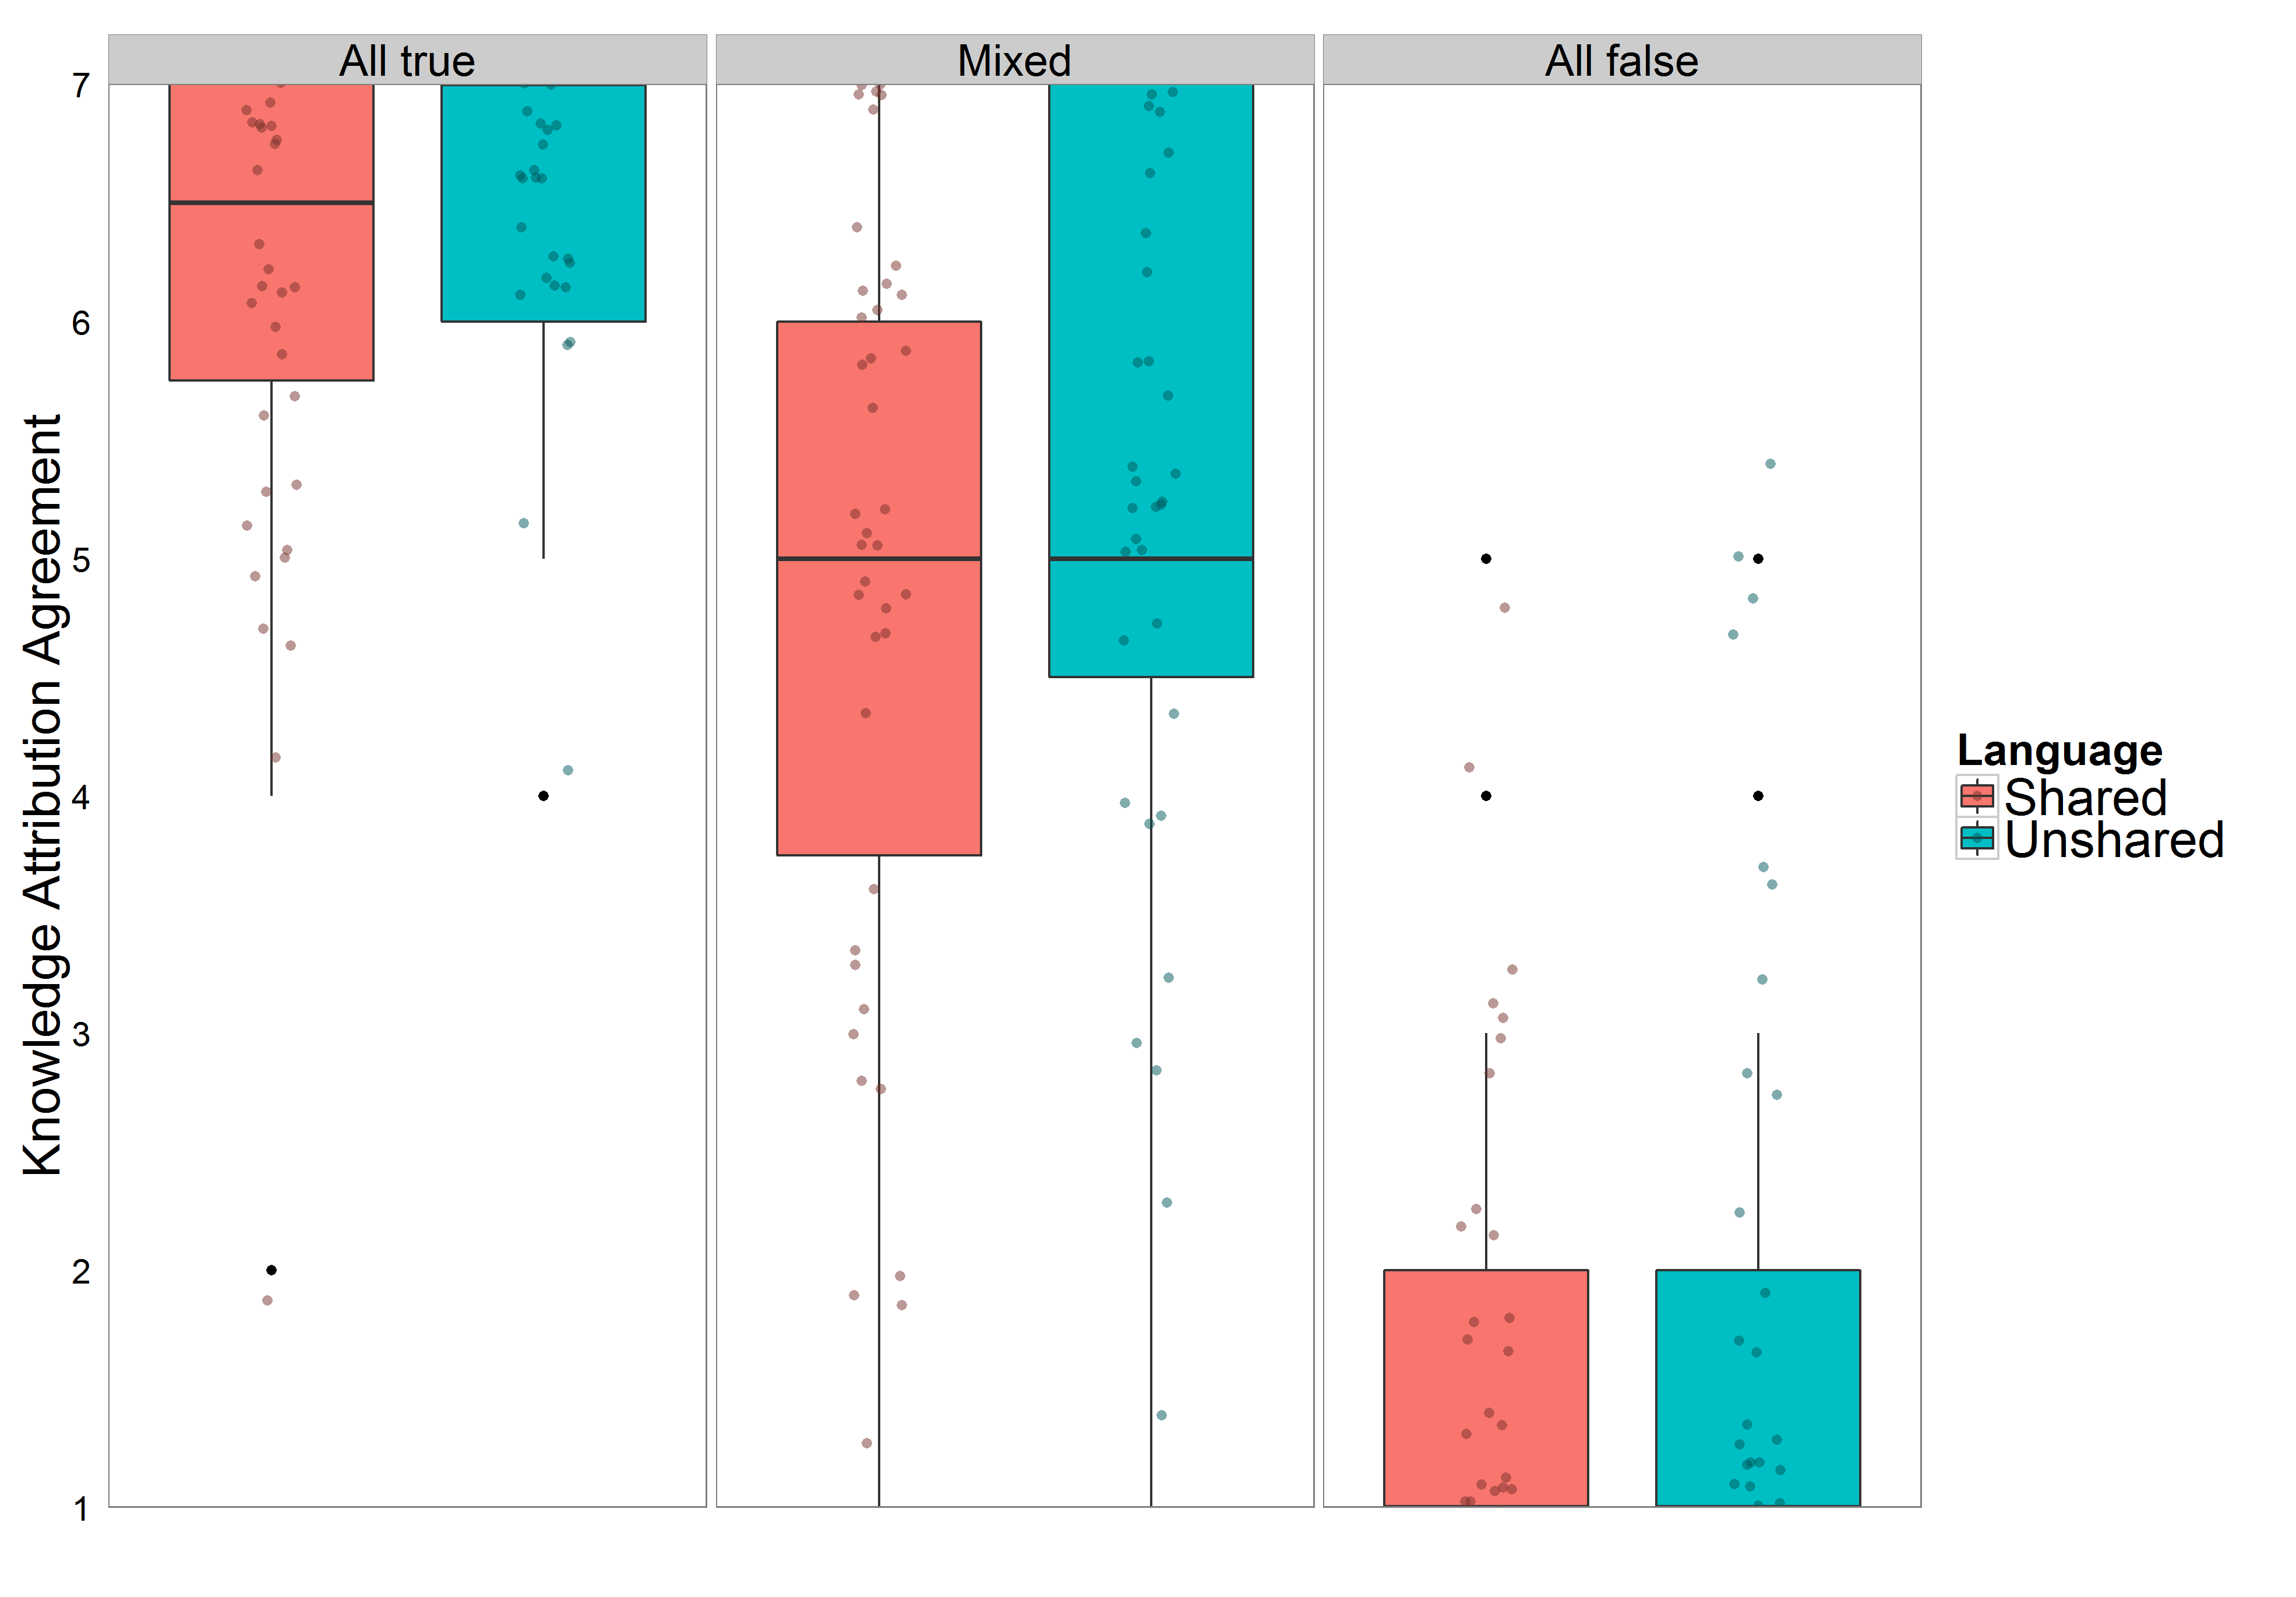 All true
Mixed
All false
7
6
5
4
3
2
1
Knowledge Attribution Agreement
Language
Shared
Unshared